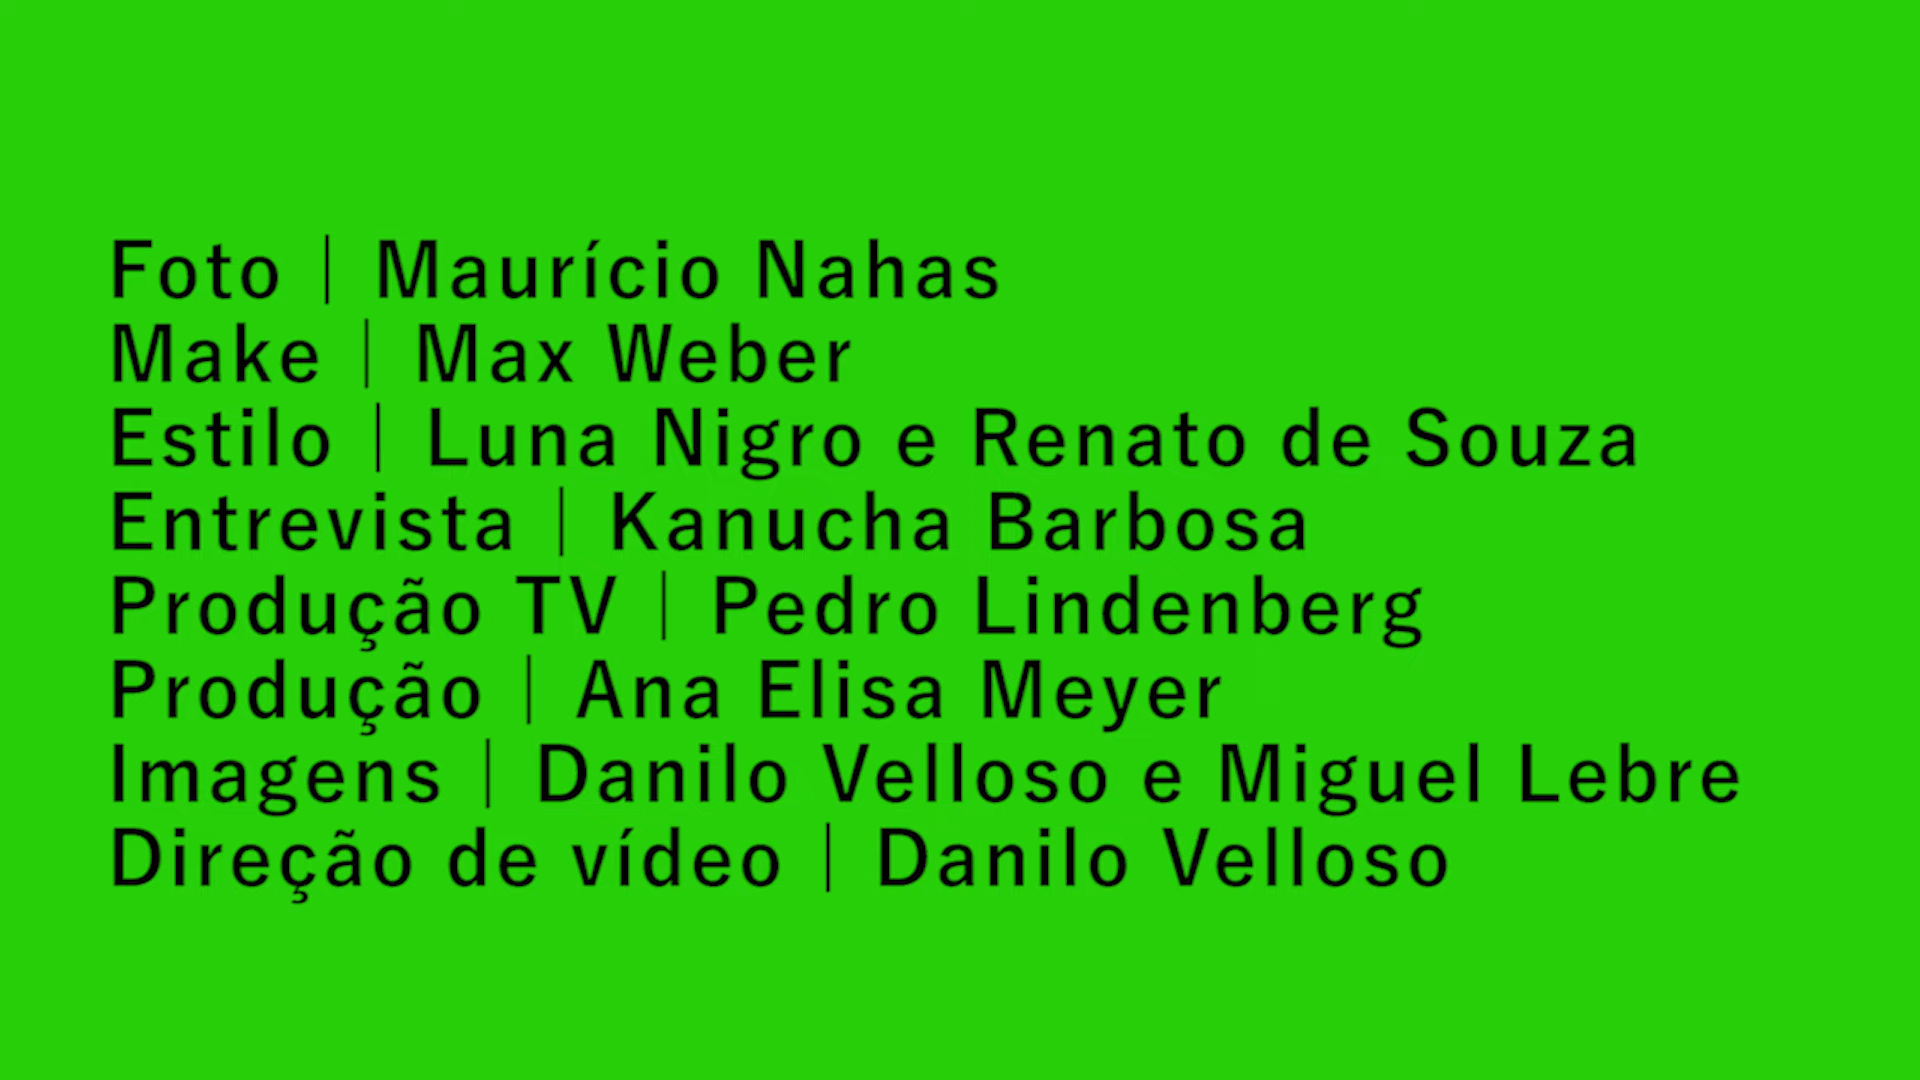 Foto | Maurício Nahas
Make | Max Weber
Estilo | Luna Nigro e Renato de Souza
Entrevista | Kanucha Barbosa
Produção TV | Pedro Lindenberg
Produção | Ana Elisa Meyer
Imagens | Danilo Velloso e Miguel Lebre
Direção de vídeo | Danilo Velloso